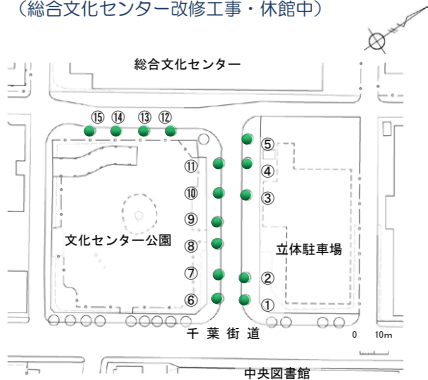 （総合文化センター改修工事・休館中）
総合文化センター
⑮ ⑭ ⑬ ⑫
⑤
⑪
④
⑩
③
⑨
文化センター公園
⑧
立体駐車場
⑦
②
⑥
①
千葉街道
0 10m
中央図書館